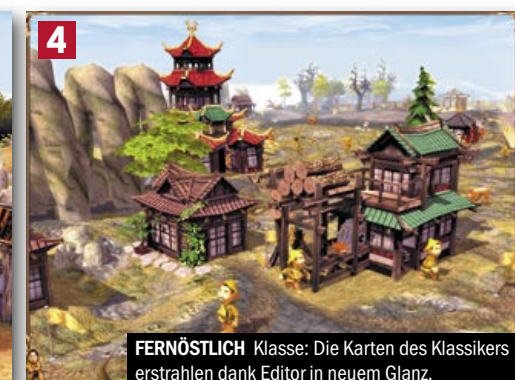 4
FERNÖSTLICH Klasse: Die Karten des Klassikers
erstrahlen dank Editor in neuem Glanz.